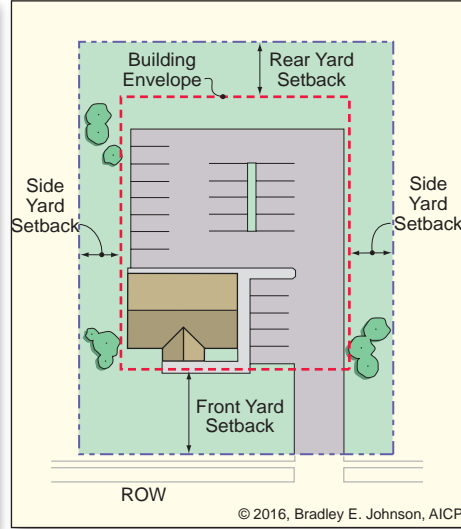 Building
Envelope
Rear Yard
Setback
Side
Yard
Setback
Side
Yard
Setback
Front Yard
Setback
ROW
© 2016, Bradley E. Johnson, AICP